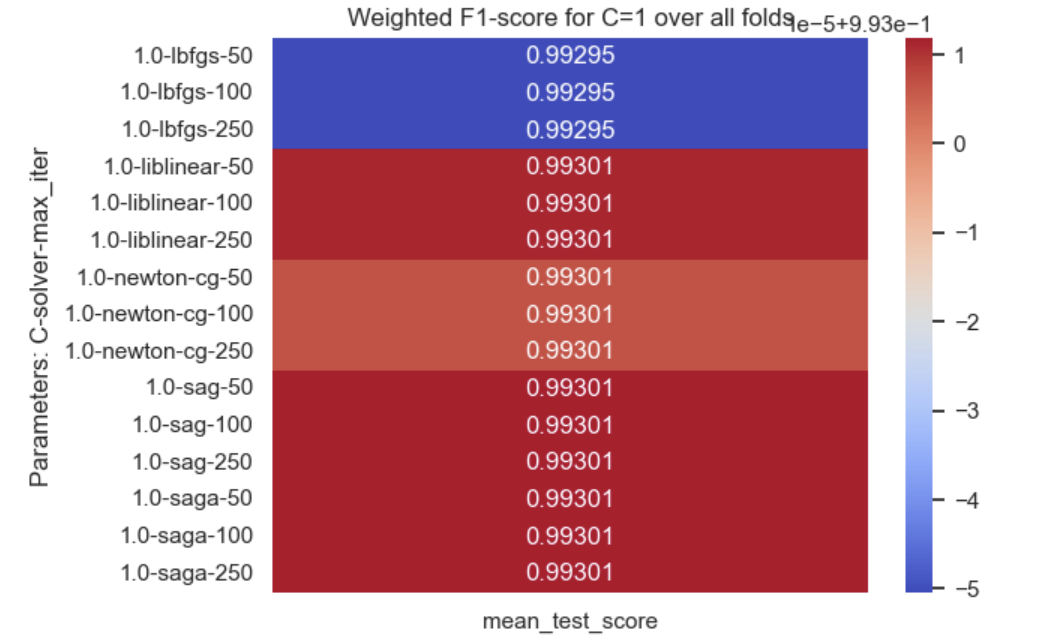 Weighted F1-score for C=1 over all folds
1e−5+9.93e−1
Parameters: C-solver-max_iter
1.0-lbfgs-50 0.99295
1.0-lbfgs-100 0.99295
1.0-lbfgs-250 0.99295
1.0-liblinear-50 0.99301
1.0-liblinear-100 0.99301
1.0-liblinear-250 0.99301
1.0-newton-cg-50 0.99301
1.0-newton-cg-100 0.99301
1.0-newton-cg-250 0.99301
1.0-sag-50 0.99301
1.0-sag-100 0.99301
1.0-sag-250 0.99301
1.0-saga-50 0.99301
1.0-saga-100 0.99301
1.0-saga-250 0.99301
mean_test_score
1
0
−1
−2
−3
−4
−5